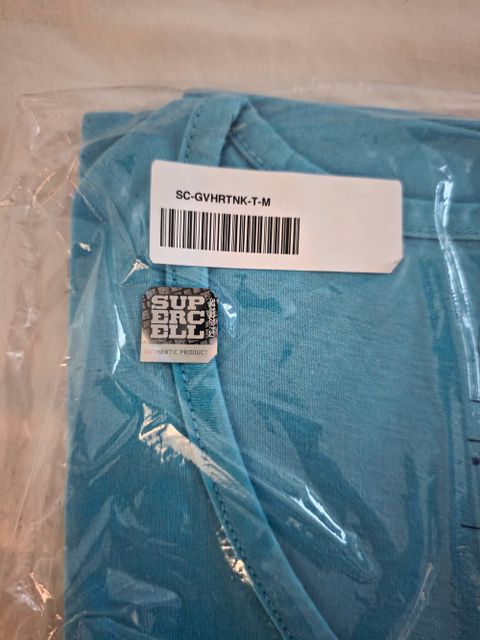 SC-GVHRTNK-T-M
SUP
ERC
ELL
AUTHENTIC PRODUCT